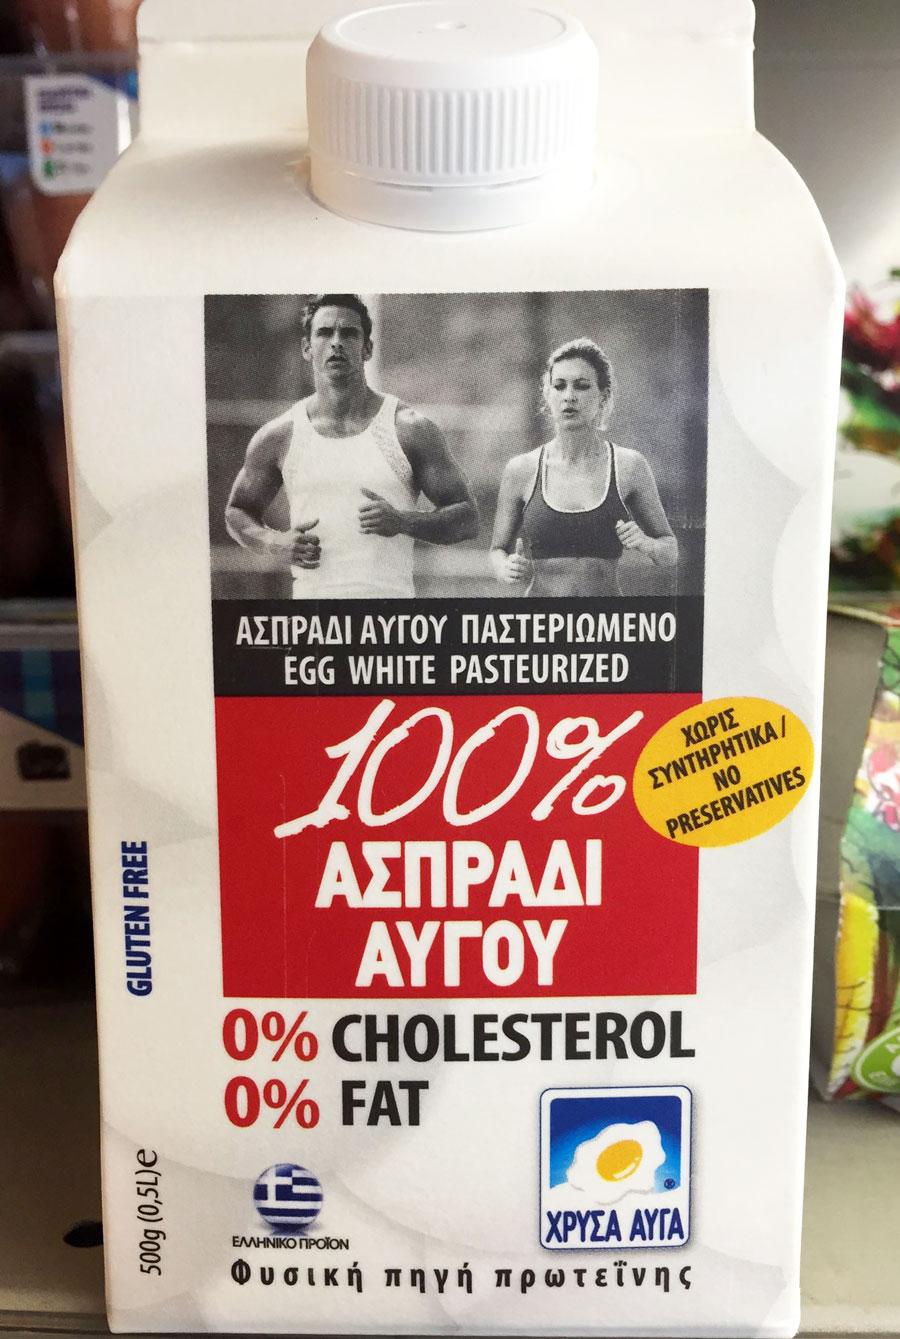 ΑΣΠΡΑΔΙ ΑΥΓΟΥ ΠΑΣΤΕΡΙΩΜΕΝΟ
EGG WHITE PASTEURIZED
100%
ΑΣΠΡΑΔΙ
ΑΥΓΟΥ
ΧΩΡΙΣ
ΣΥΝΤΗΡΗΤΙΚΑ /
NO
PRESERVATIVES
GLUTEN FREE
0% CHOLESTEROL
0% FAT
500g (0,5L)℮
ΕΛΛΗΝΙΚΟ ΠΡΟΪΟΝ
®
ΧΡΥΣΑ ΑΥΓΑ
Φυσική πηγή πρωτεΐνης